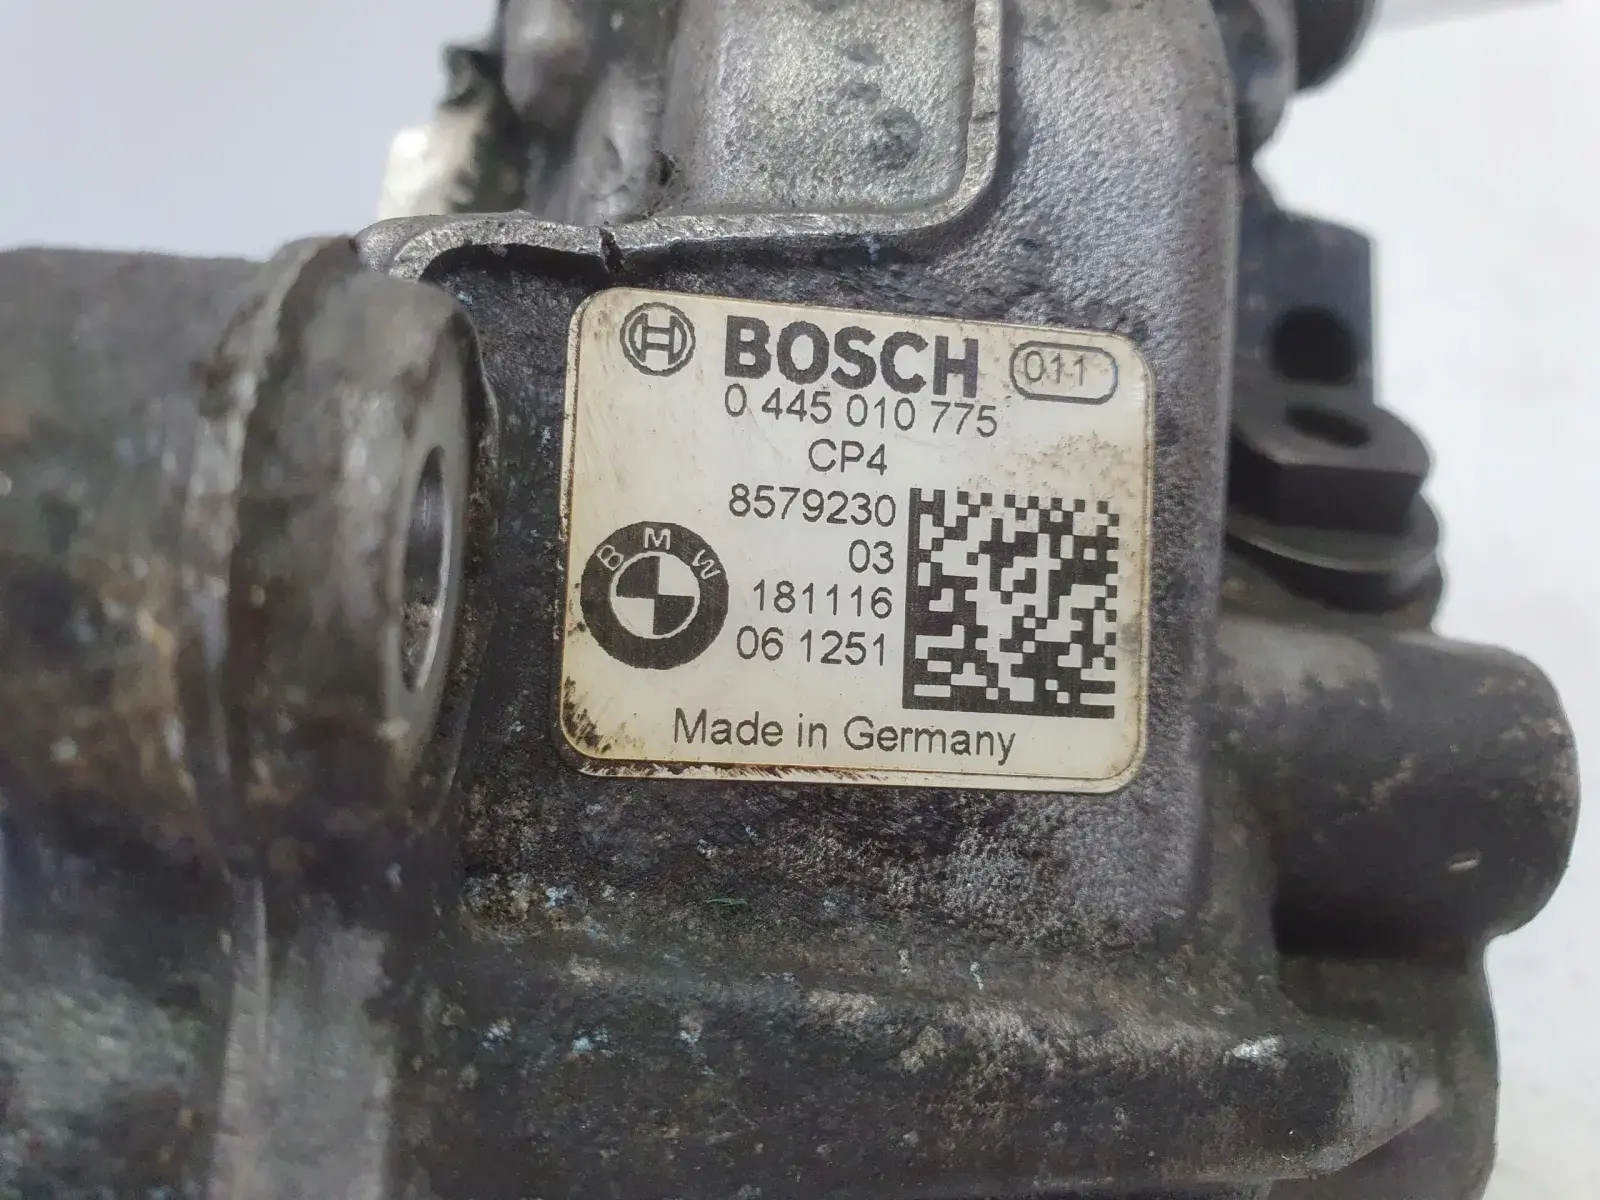 BOSCH 011
0 445 010 775
CP4
8579230
03
BMW
181116
06 1251
Made in Germany